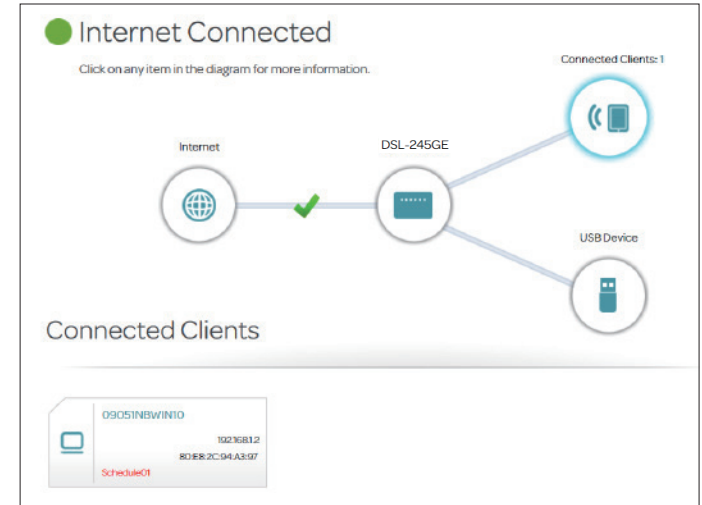 Internet Connected
Click on any item in the diagram for more information.
Connected Clients: 1
Internet
DSL-245GE
USB Device
Connected Clients
09051NBWIN10
192.168.1.2
80:E8:2C:94:A3:97
Schedule01